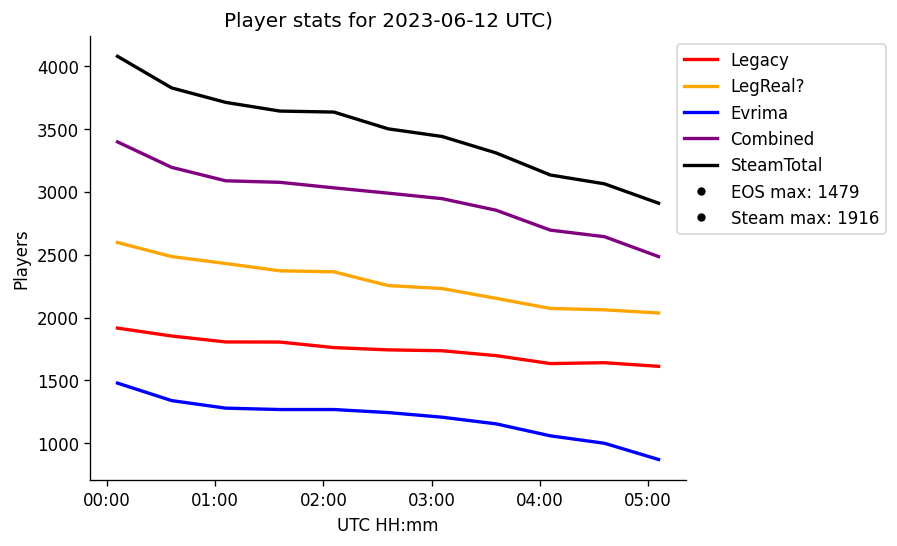 Player stats for 2023-06-12 UTC)
Legacy
LegReal?
Evrima
Combined
SteamTotal
EOS max: 1479
Steam max: 1916
Players
4000
3500
3000
2500
2000
1500
1000
00:00 01:00 02:00 03:00 04:00 05:00
UTC HH:mm